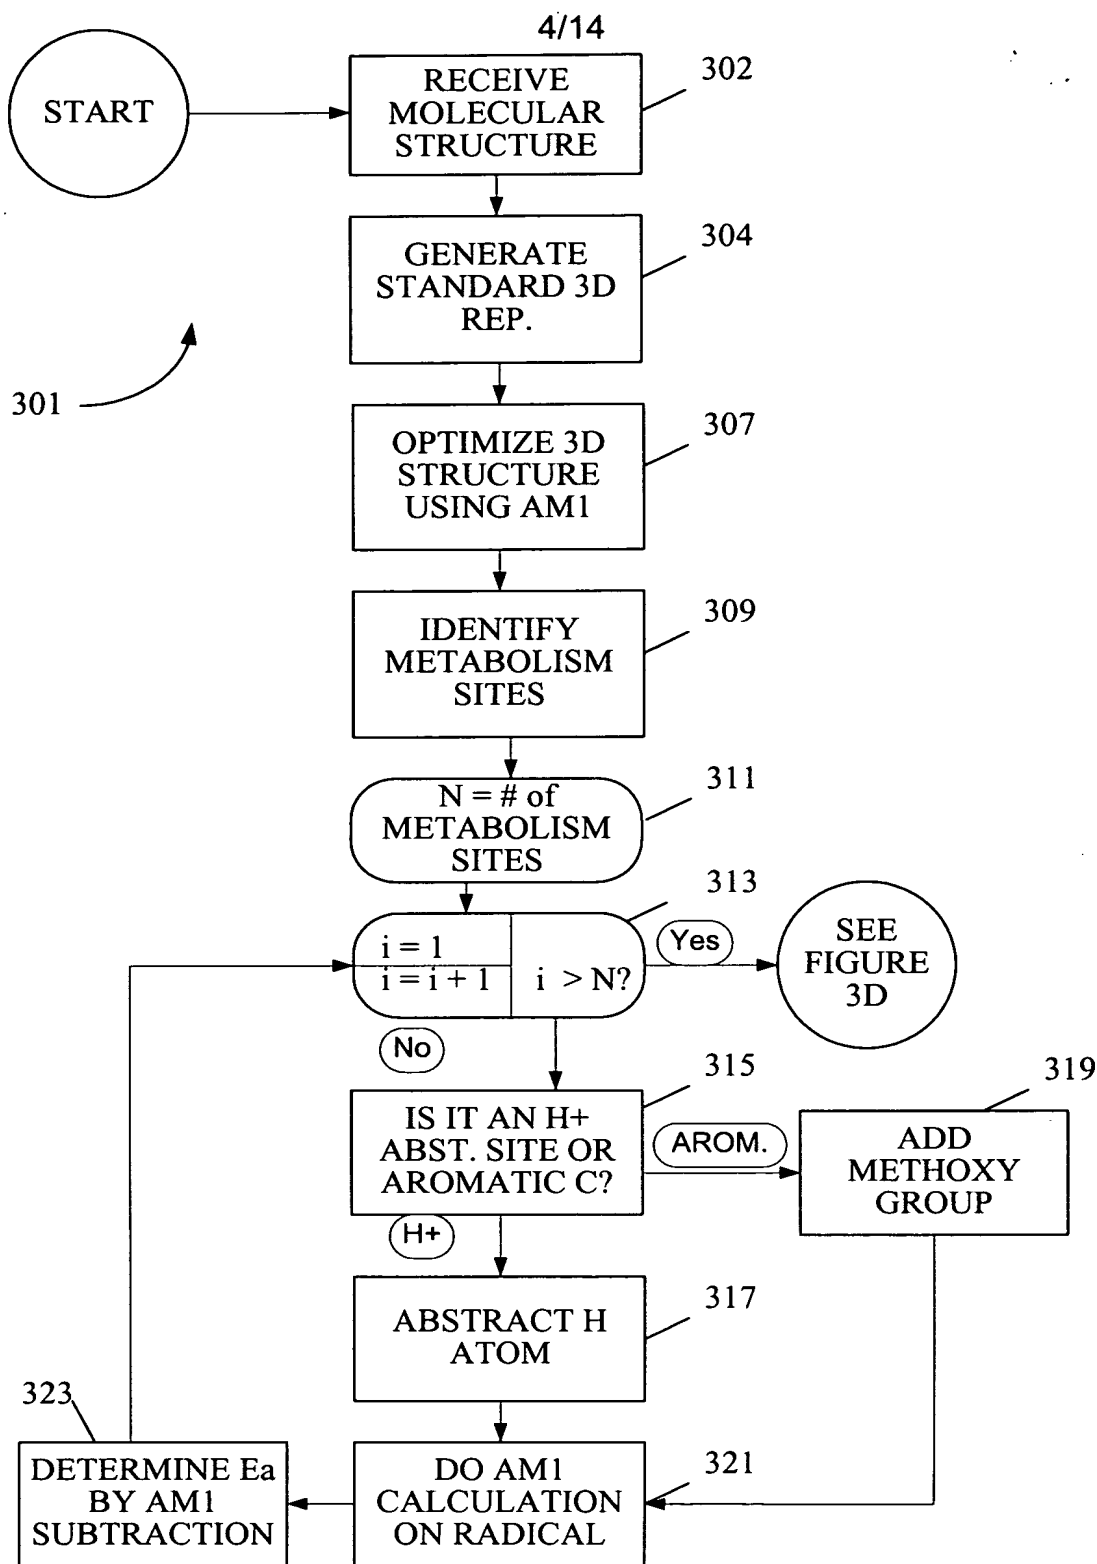 4/14
START
RECEIVE
MOLECULAR
STRUCTURE
302
GENERATE
STANDARD 3D
REP.
304
301
OPTIMIZE 3D
STRUCTURE
USING AM1
307
IDENTIFY
METABOLISM
SITES
309
N = # of
METABOLISM
SITES
311
313
i = 1
i = i + 1
i > N?
Yes
SEE
FIGURE
3D
No
315
IS IT AN H+
ABST. SITE OR
AROMATIC C?
AROM.
319
ADD
METHOXY
GROUP
H+
317
ABSTRACT H
ATOM
323
DETERMINE Ea
BY AM1
SUBTRACTION
DO AM1
CALCULATION
ON RADICAL
321